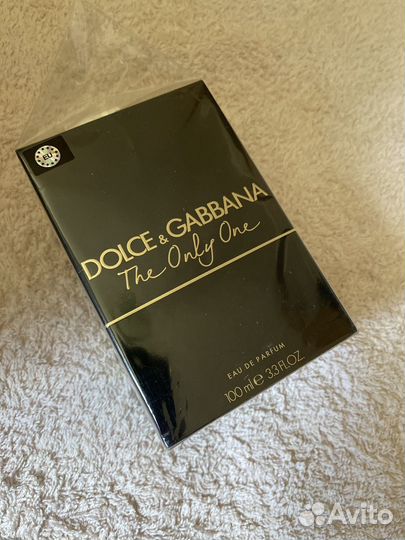 EU
DOLCE & GABBANA
The Only One
EAU DE PARFUM
100 ml e 3.3 FL.OZ.
Avito